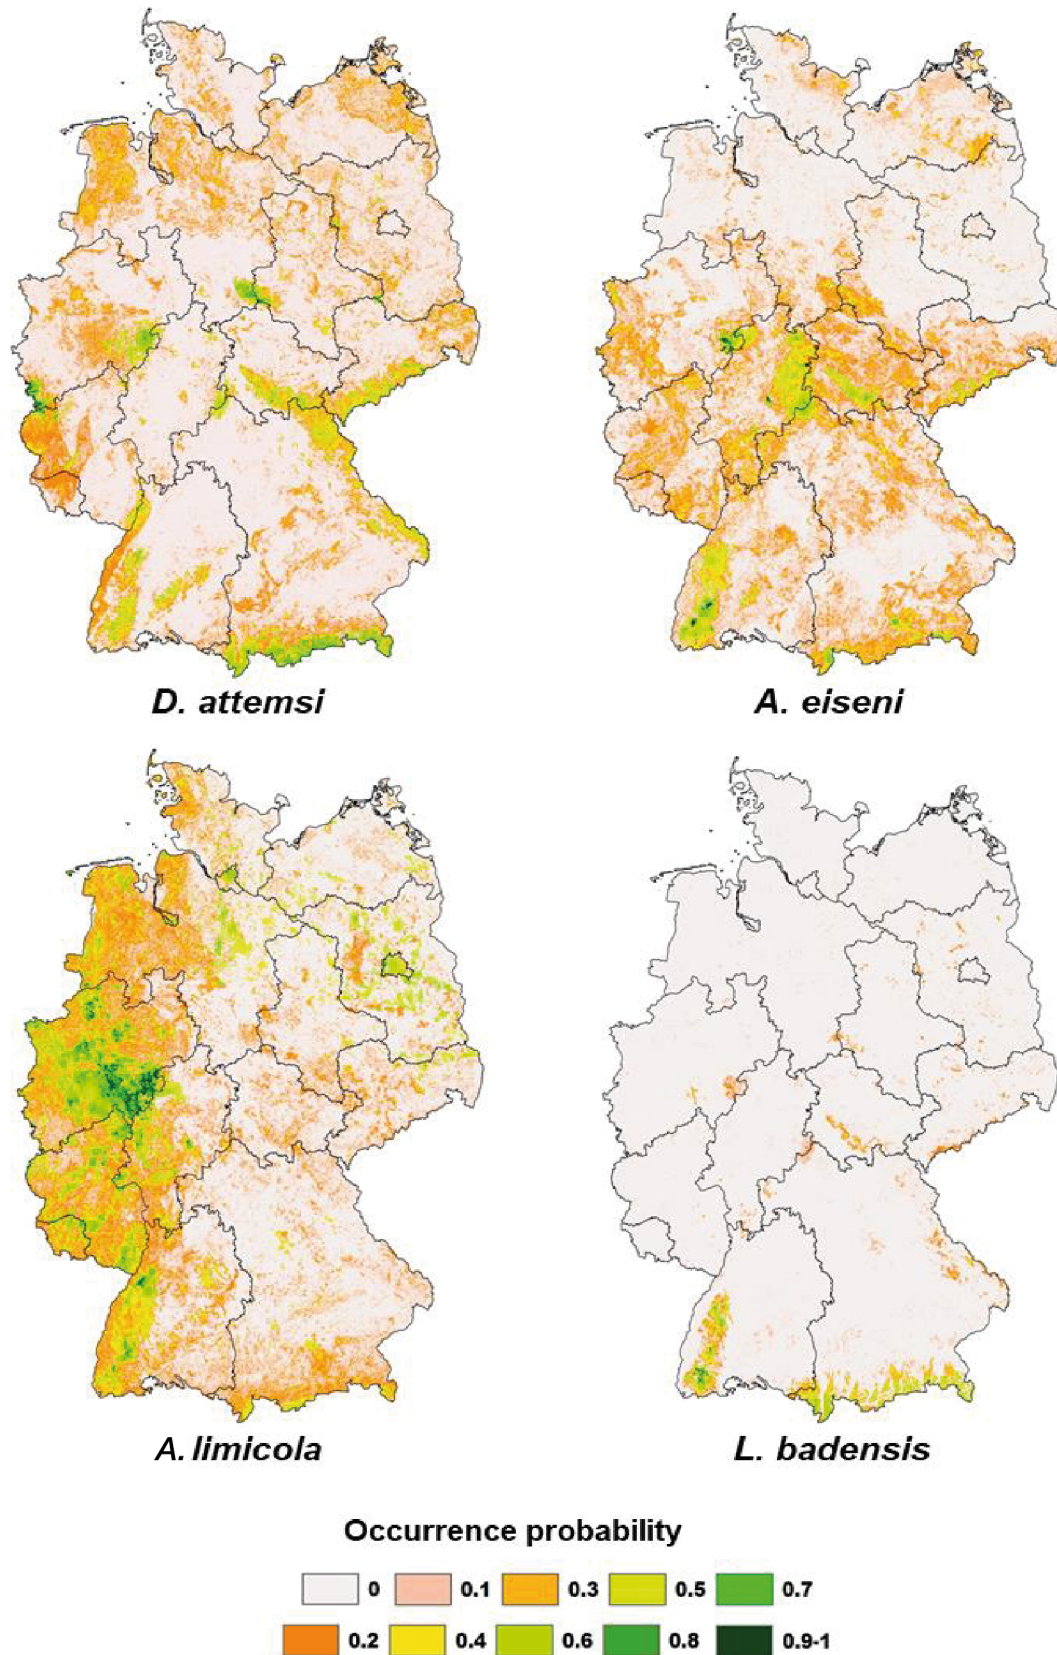 D. attemsi
A. eiseni
A. limicola
L. badensis
Occurrence probability
0 0.1 0.3 0.5 0.7
0.2 0.4 0.6 0.8 0.9-1